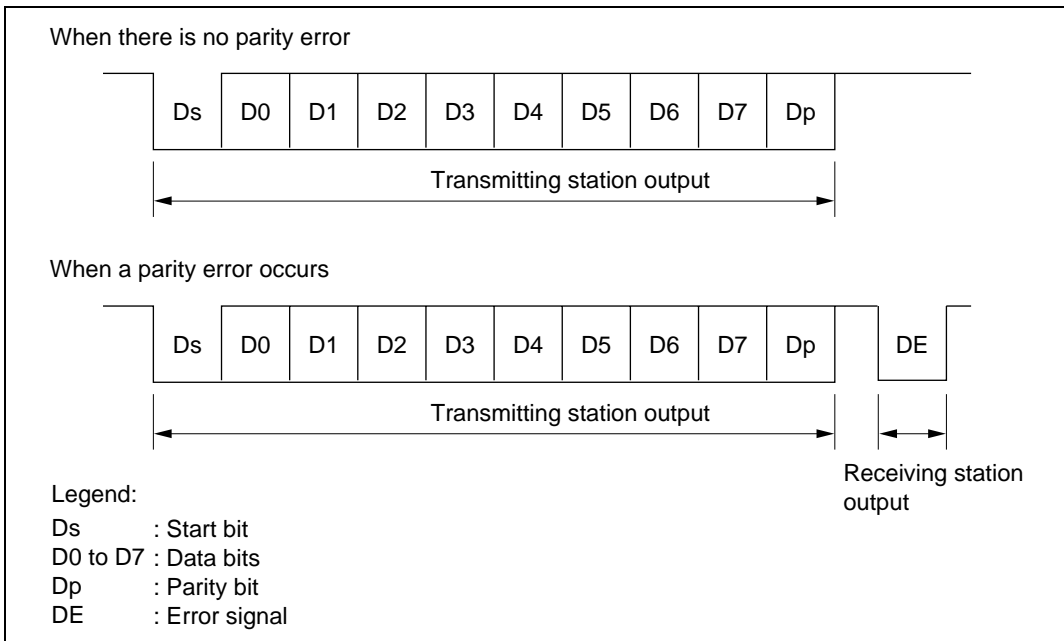 When there is no parity error
Ds D0 D1 D2 D3 D4 D5 D6 D7 Dp
Transmitting station output
When a parity error occurs
Ds D0 D1 D2 D3 D4 D5 D6 D7 Dp DE
Transmitting station output
Receiving station
output
Legend:
Ds : Start bit
D0 to D7 : Data bits
Dp : Parity bit
DE : Error signal